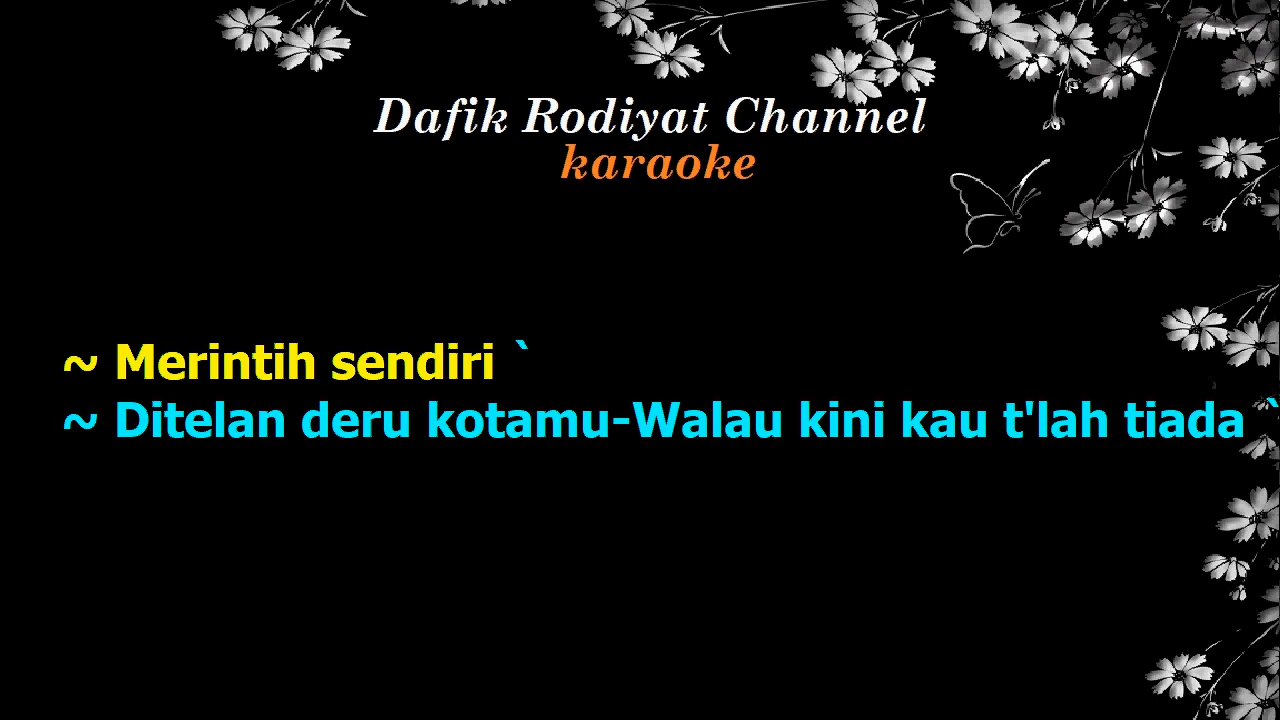 Dafik Rodiyat Channel
karaoke
~ Merintih sendiri `
~ Ditelan deru kotamu-Walau kini kau t'lah tiada `